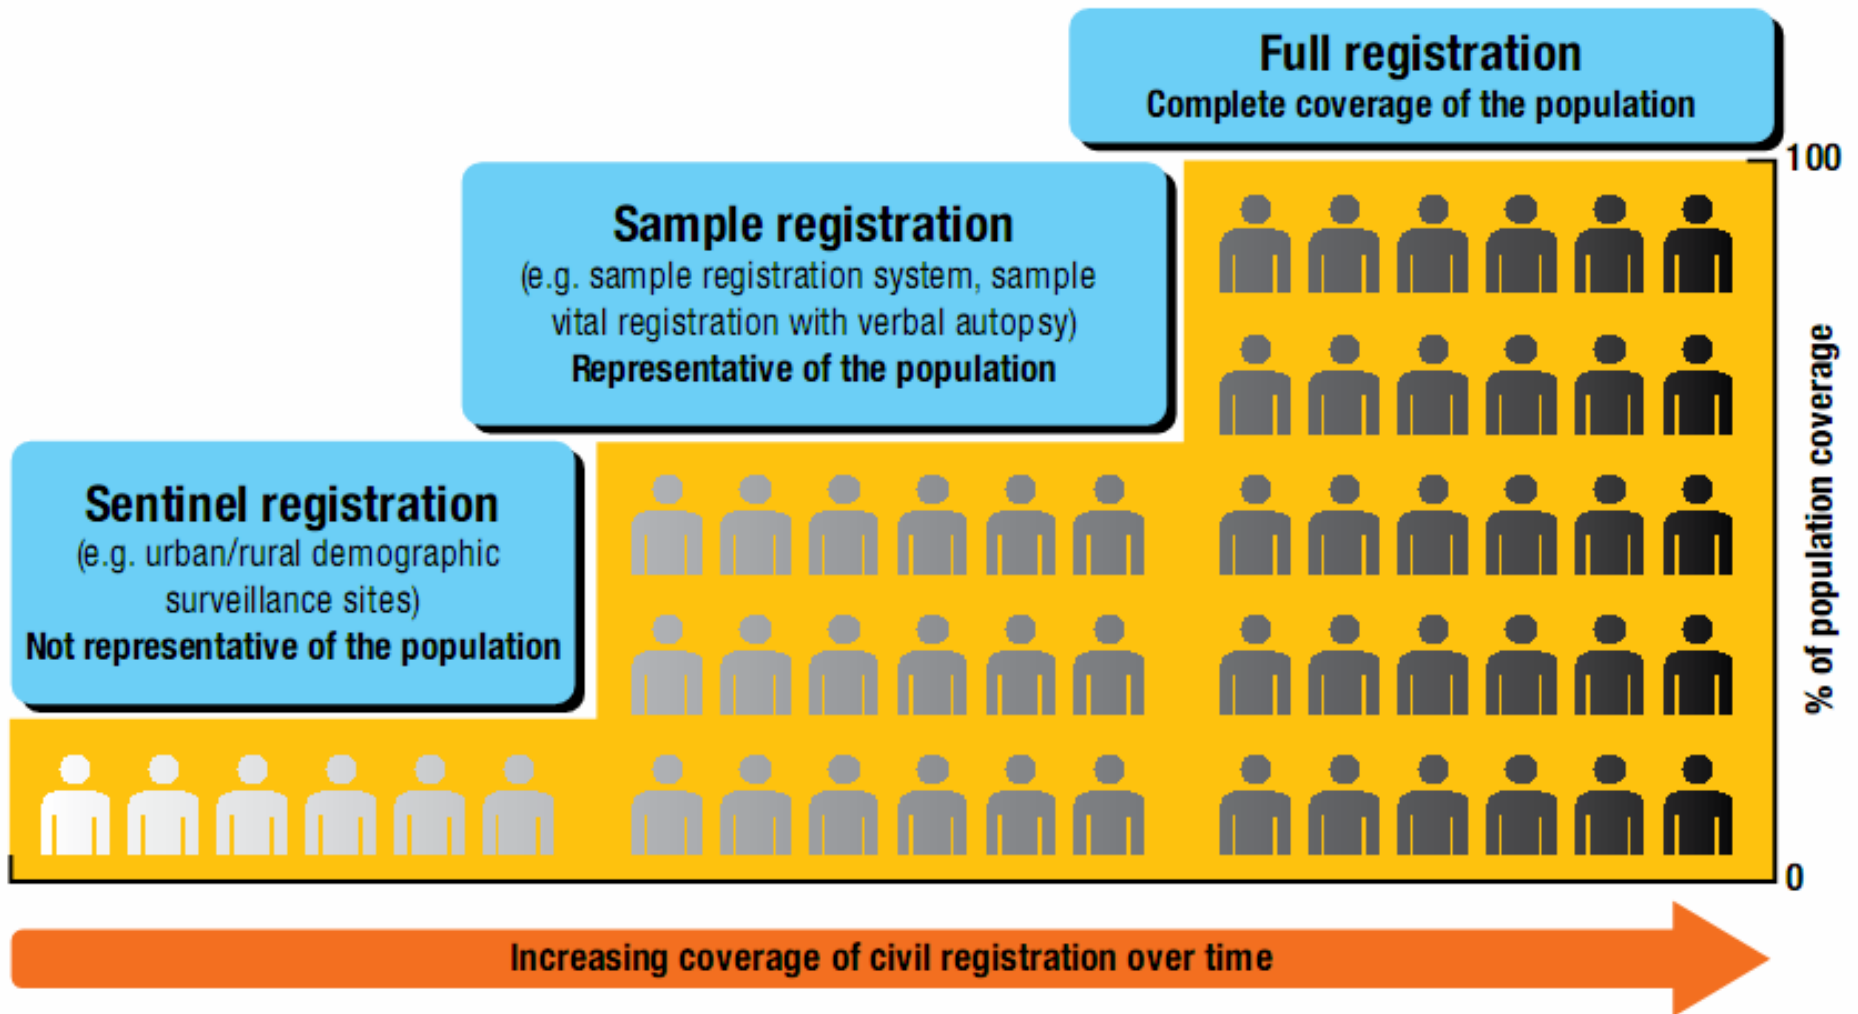 Full registration
Complete coverage of the population
100
Sample registration
(e.g. sample registration system, sample
vital registration with verbal autopsy)
Representative of the population
% of population coverage
Sentinel registration
(e.g. urban/rural demographic
surveillance sites)
Not representative of the population
0
Increasing coverage of civil registration over time